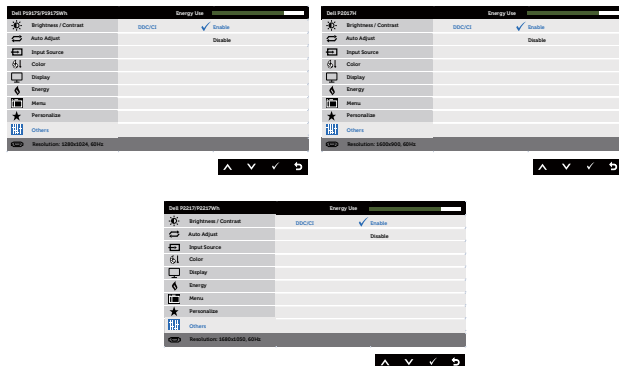 Dell P1917S/P1917SWh Energy Use
Brightness / Contrast DDC/CI Enable
Auto Adjust Disable
Input Source
Color
Display
Energy
Menu
Personalize
Others
Resolution: 1280x1024, 60Hz
Dell P2017H Energy Use
Brightness / Contrast DDC/CI Enable
Auto Adjust Disable
Input Source
Color
Display
Energy
Menu
Personalize
Others
Resolution: 1600x900, 60Hz
Dell P2217/P2217Wh Energy Use
Brightness / Contrast DDC/CI Enable
Auto Adjust Disable
Input Source
Color
Display
Energy
Menu
Personalize
Others
Resolution: 1680x1050, 60Hz